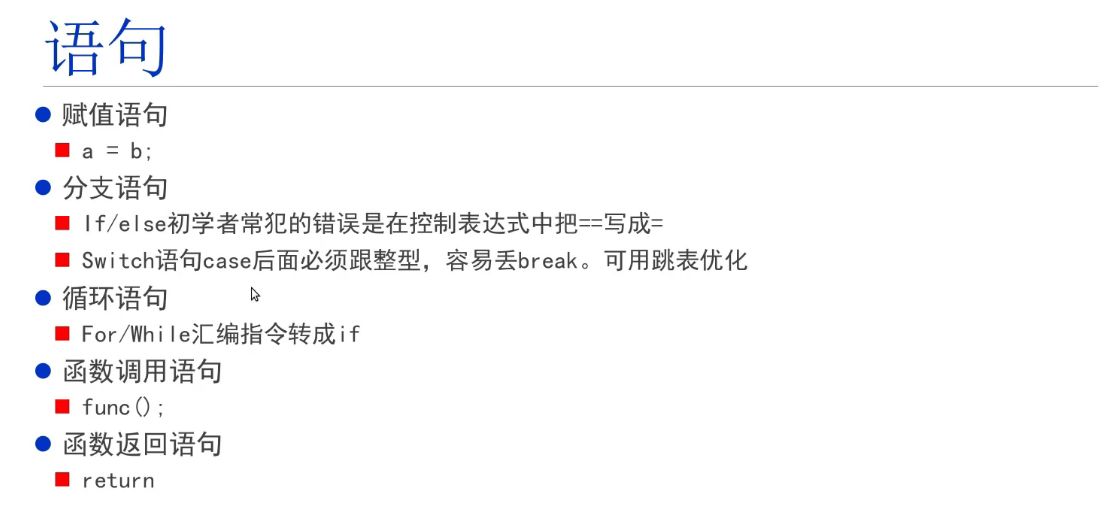 语句
赋值语句
a = b;
分支语句
If/else初学者常犯的错误是在控制表达式中把==写成=
Switch语句case后面必须跟整型，容易丢break。可用跳表优化
循环语句
For/While汇编指令转成if
函数调用语句
func();
函数返回语句
return